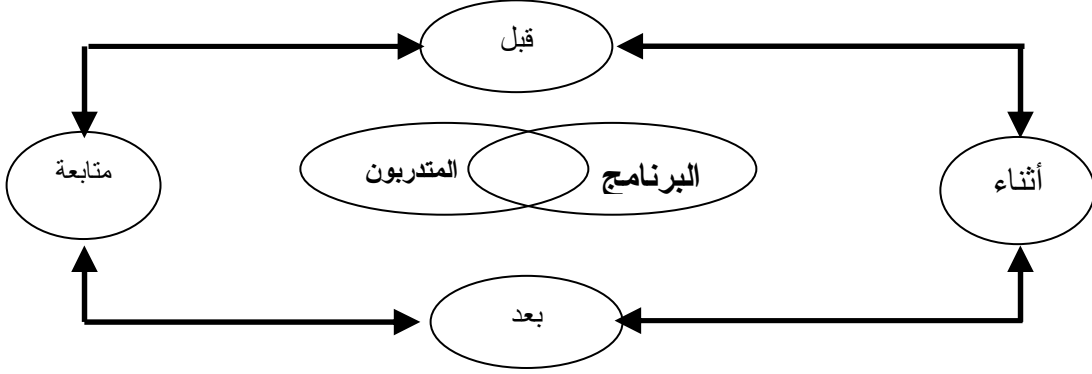 قبل
البرنامج
المتدربون
أثناء
متابعة
بعد